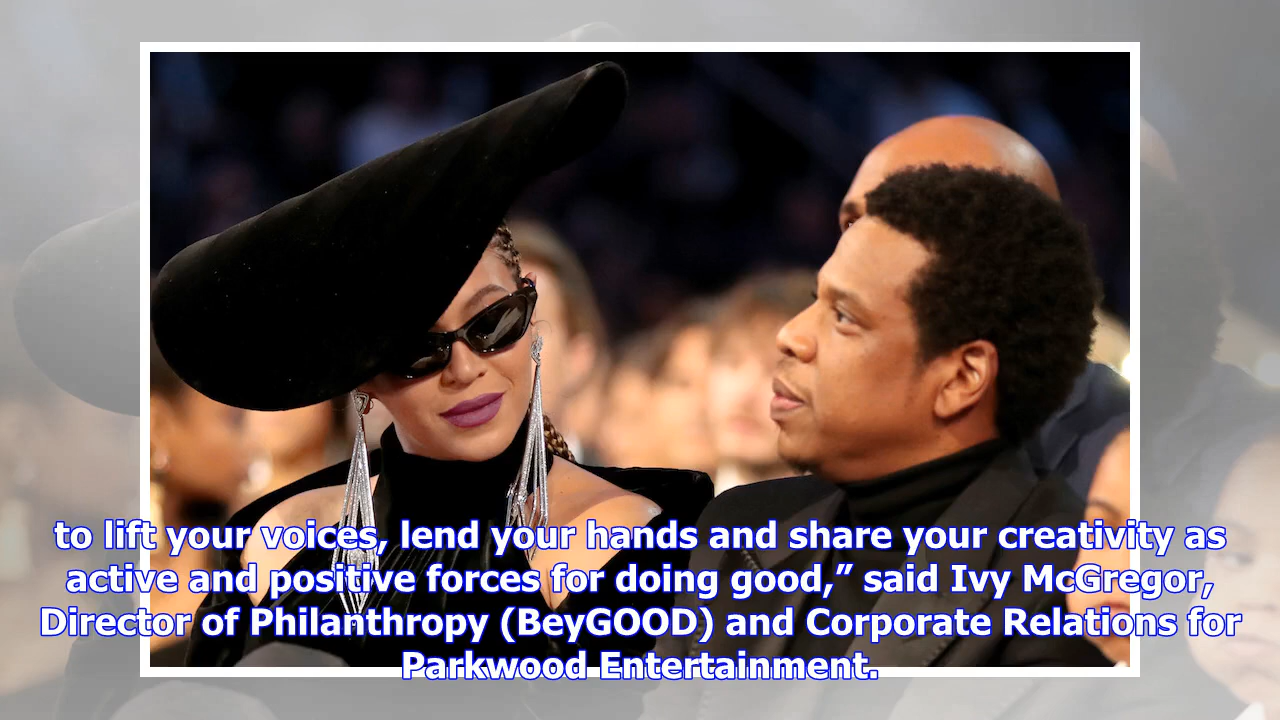 to lift your voices, lend your hands and share your creativity as
active and positive forces for doing good,” said Ivy McGregor,
Director of Philanthropy (BeyGOOD) and Corporate Relations for
Parkwood Entertainment.